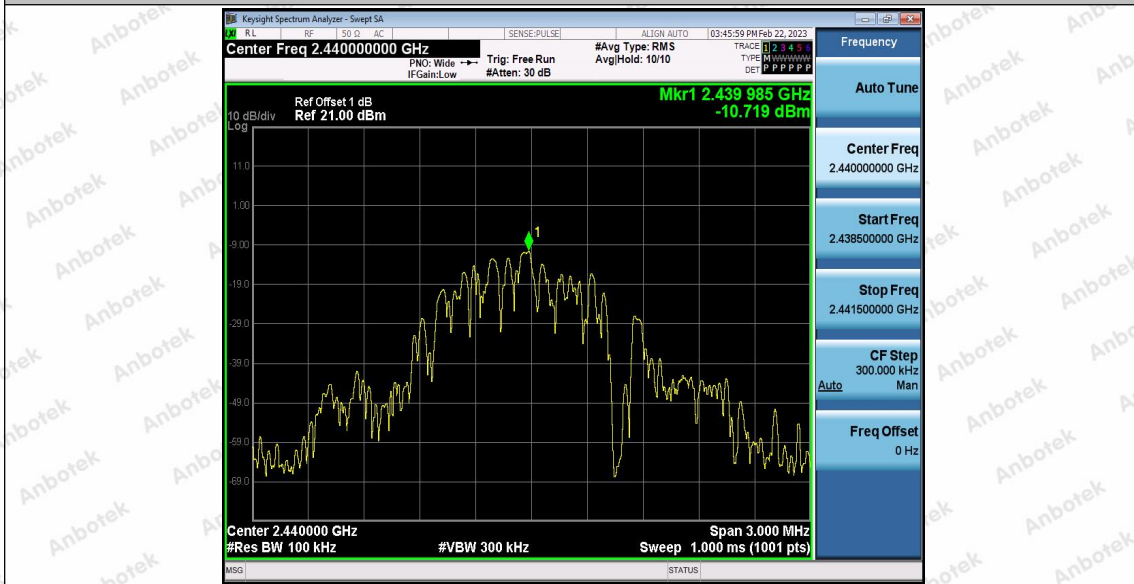 Keysight Spectrum Analyzer - Swept SA
LXI RL RF 50 Ω AC SENSE:PULSE ALIGN AUTO 03:45:59 PM Feb 22, 2023
Center Freq 2.440000000 GHz
PNO: Wide
IFGain:Low
Trig: Free Run
#Atten: 30 dB
#Avg Type: RMS
Avg|Hold: 10/10
TRACE 1 2 3 4 5 6
TYPE M WWWWW
DET P P P P P P
Mkr1 2.439 985 GHz
-10.719 dBm
Ref Offset 1 dB
10 dB/div Ref 21.00 dBm
Log
11.0
1.00
-9.00
-19.0
-29.0
-39.0
-49.0
-59.0
-69.0
1
Center 2.440000 GHz Span 3.000 MHz
#Res BW 100 kHz #VBW 300 kHz Sweep 1.000 ms (1001 pts)
MSG STATUS
Frequency
Auto Tune
Center Freq
2.440000000 GHz
Start Freq
2.438500000 GHz
Stop Freq
2.441500000 GHz
CF Step
300.000 kHz
Auto Man
Freq Offset
0 Hz
Anbotek